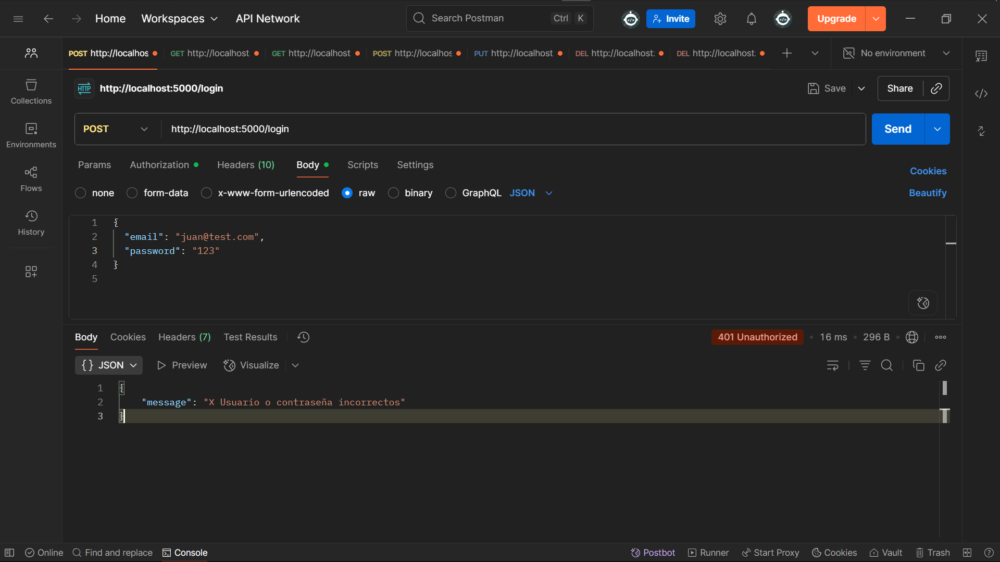 Home Workspaces API Network Search Postman Ctrl K Invite Upgrade
POST http://localhos GET http://localhost. GET http://localhost POST http://localhos PUT http://localhost DEL http://localhost: DEL http://localhost. No environment
Collections
Environments
Flows
History
HTTP http://localhost:5000/login Save Share
POST http://localhost:5000/login Send
Params Authorization Headers (10) Body Scripts Settings Cookies
none form-data x-www-form-urlencoded raw binary GraphQL JSON Beautify
1 {
2 "email": "juan@test.com",
3 "password": "123"
4 }
5
Body Cookies Headers (7) Test Results 401 Unauthorized 16 ms 296 B
{} JSON Preview Visualize
1 {
2 "message": "X Usuario o contraseña incorrectos"
3 }
Online Find and replace Console Postbot Runner Start Proxy Cookies Vault Trash